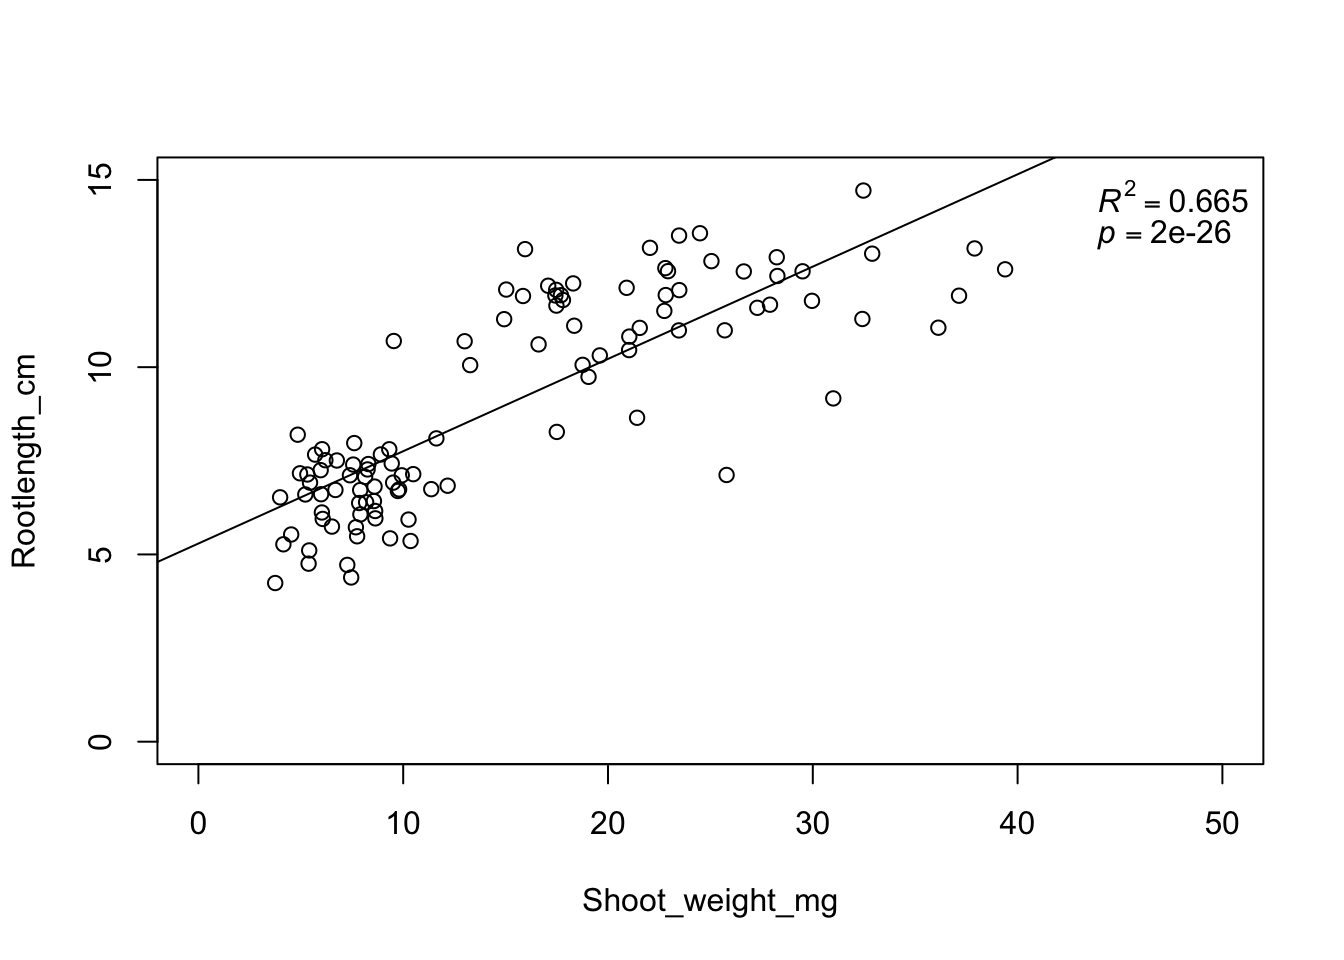 R² = 0.665
p = 2e-26
15
10
5
0
Rootlength_cm
0 10 20 30 40 50
Shoot_weight_mg